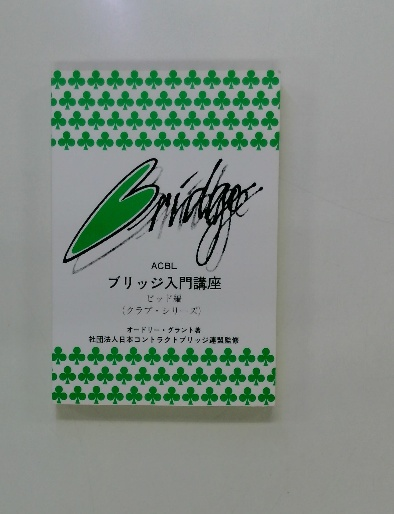 Bridge
ACBL
ブリッジ入門講座
ビッド編
(クラブ・シリーズ)
オードリー・グラント著
社団法人日本コントラクトブリッジ連盟監修